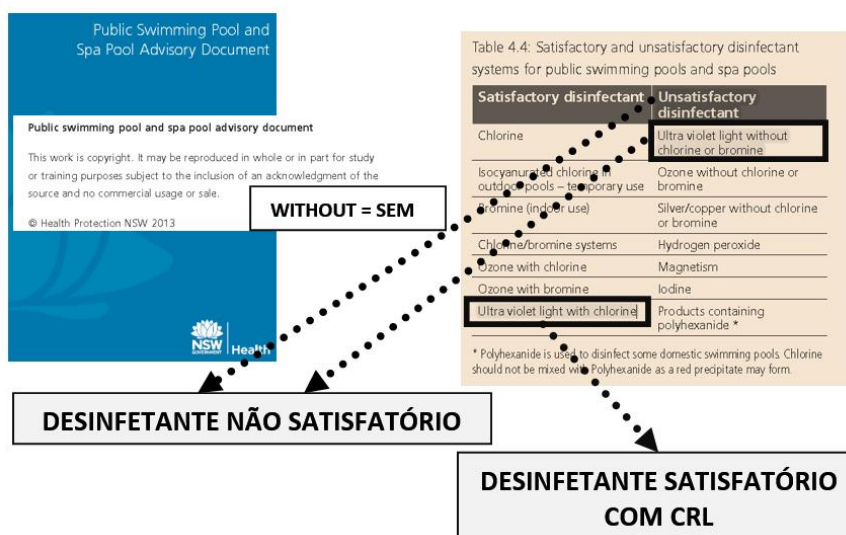 Public Swimming Pool and
Spa Pool Advisory Document
Public swimming pool and spa pool advisory document
This work is copyright. It may be reproduced in whole or in part for study
or training purposes subject to the inclusion of an acknowledgment of the
source and no commercial usage or sale.
© Health Protection NSW 2013
WITHOUT = SEM
NSW
GOVERNMENT
Health
Table 4.4: Satisfactory and unsatisfactory disinfectant
systems for public swimming pools and spa pools
Satisfactory disinfectant
Unsatisfactory
disinfectant
Chlorine
Ultra violet light without
chlorine or bromine
Isocyanurated chlorine in
outdoor pools – temporary use
Ozone without chlorine or
bromine
Bromine (indoor use)
Silver/copper without chlorine
or bromine
Chlorine/bromine systems
Hydrogen peroxide
Ozone with chlorine
Magnetism
Ozone with bromine
Iodine
Ultra violet light with chlorine
Products containing
polyhexanide *
* Polyhexanide is used to disinfect some domestic swimming pools. Chlorine
should not be mixed with Polyhexanide as a red precipitate may form.
DESINFETANTE NÃO SATISFATÓRIO
DESINFETANTE SATISFATÓRIO
COM CRL